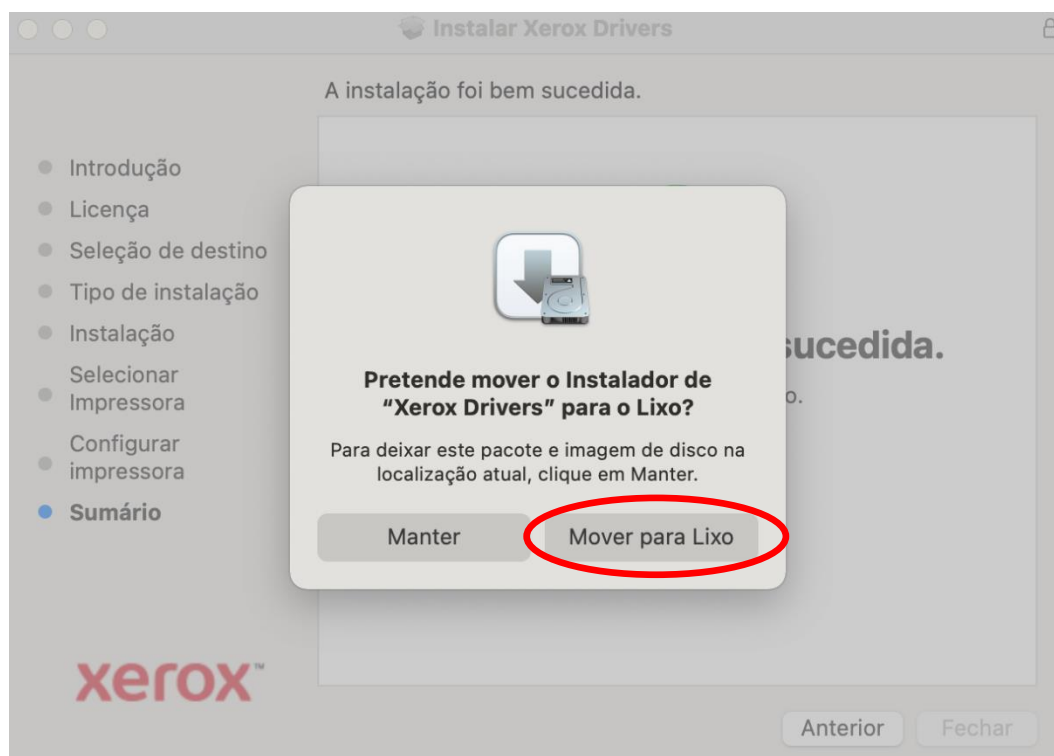 Instalar Xerox Drivers
A instalação foi bem sucedida.
Introdução
Licença
Seleção de destino
Tipo de instalação
Instalação
Selecionar
Impressora
Configurar
impressora
Sumário
sucedida.
o.
Pretende mover o Instalador de
“Xerox Drivers” para o Lixo?
Para deixar este pacote e imagem de disco na
localização atual, clique em Manter.
Manter
Mover para Lixo
xerox™
Anterior
Fechar